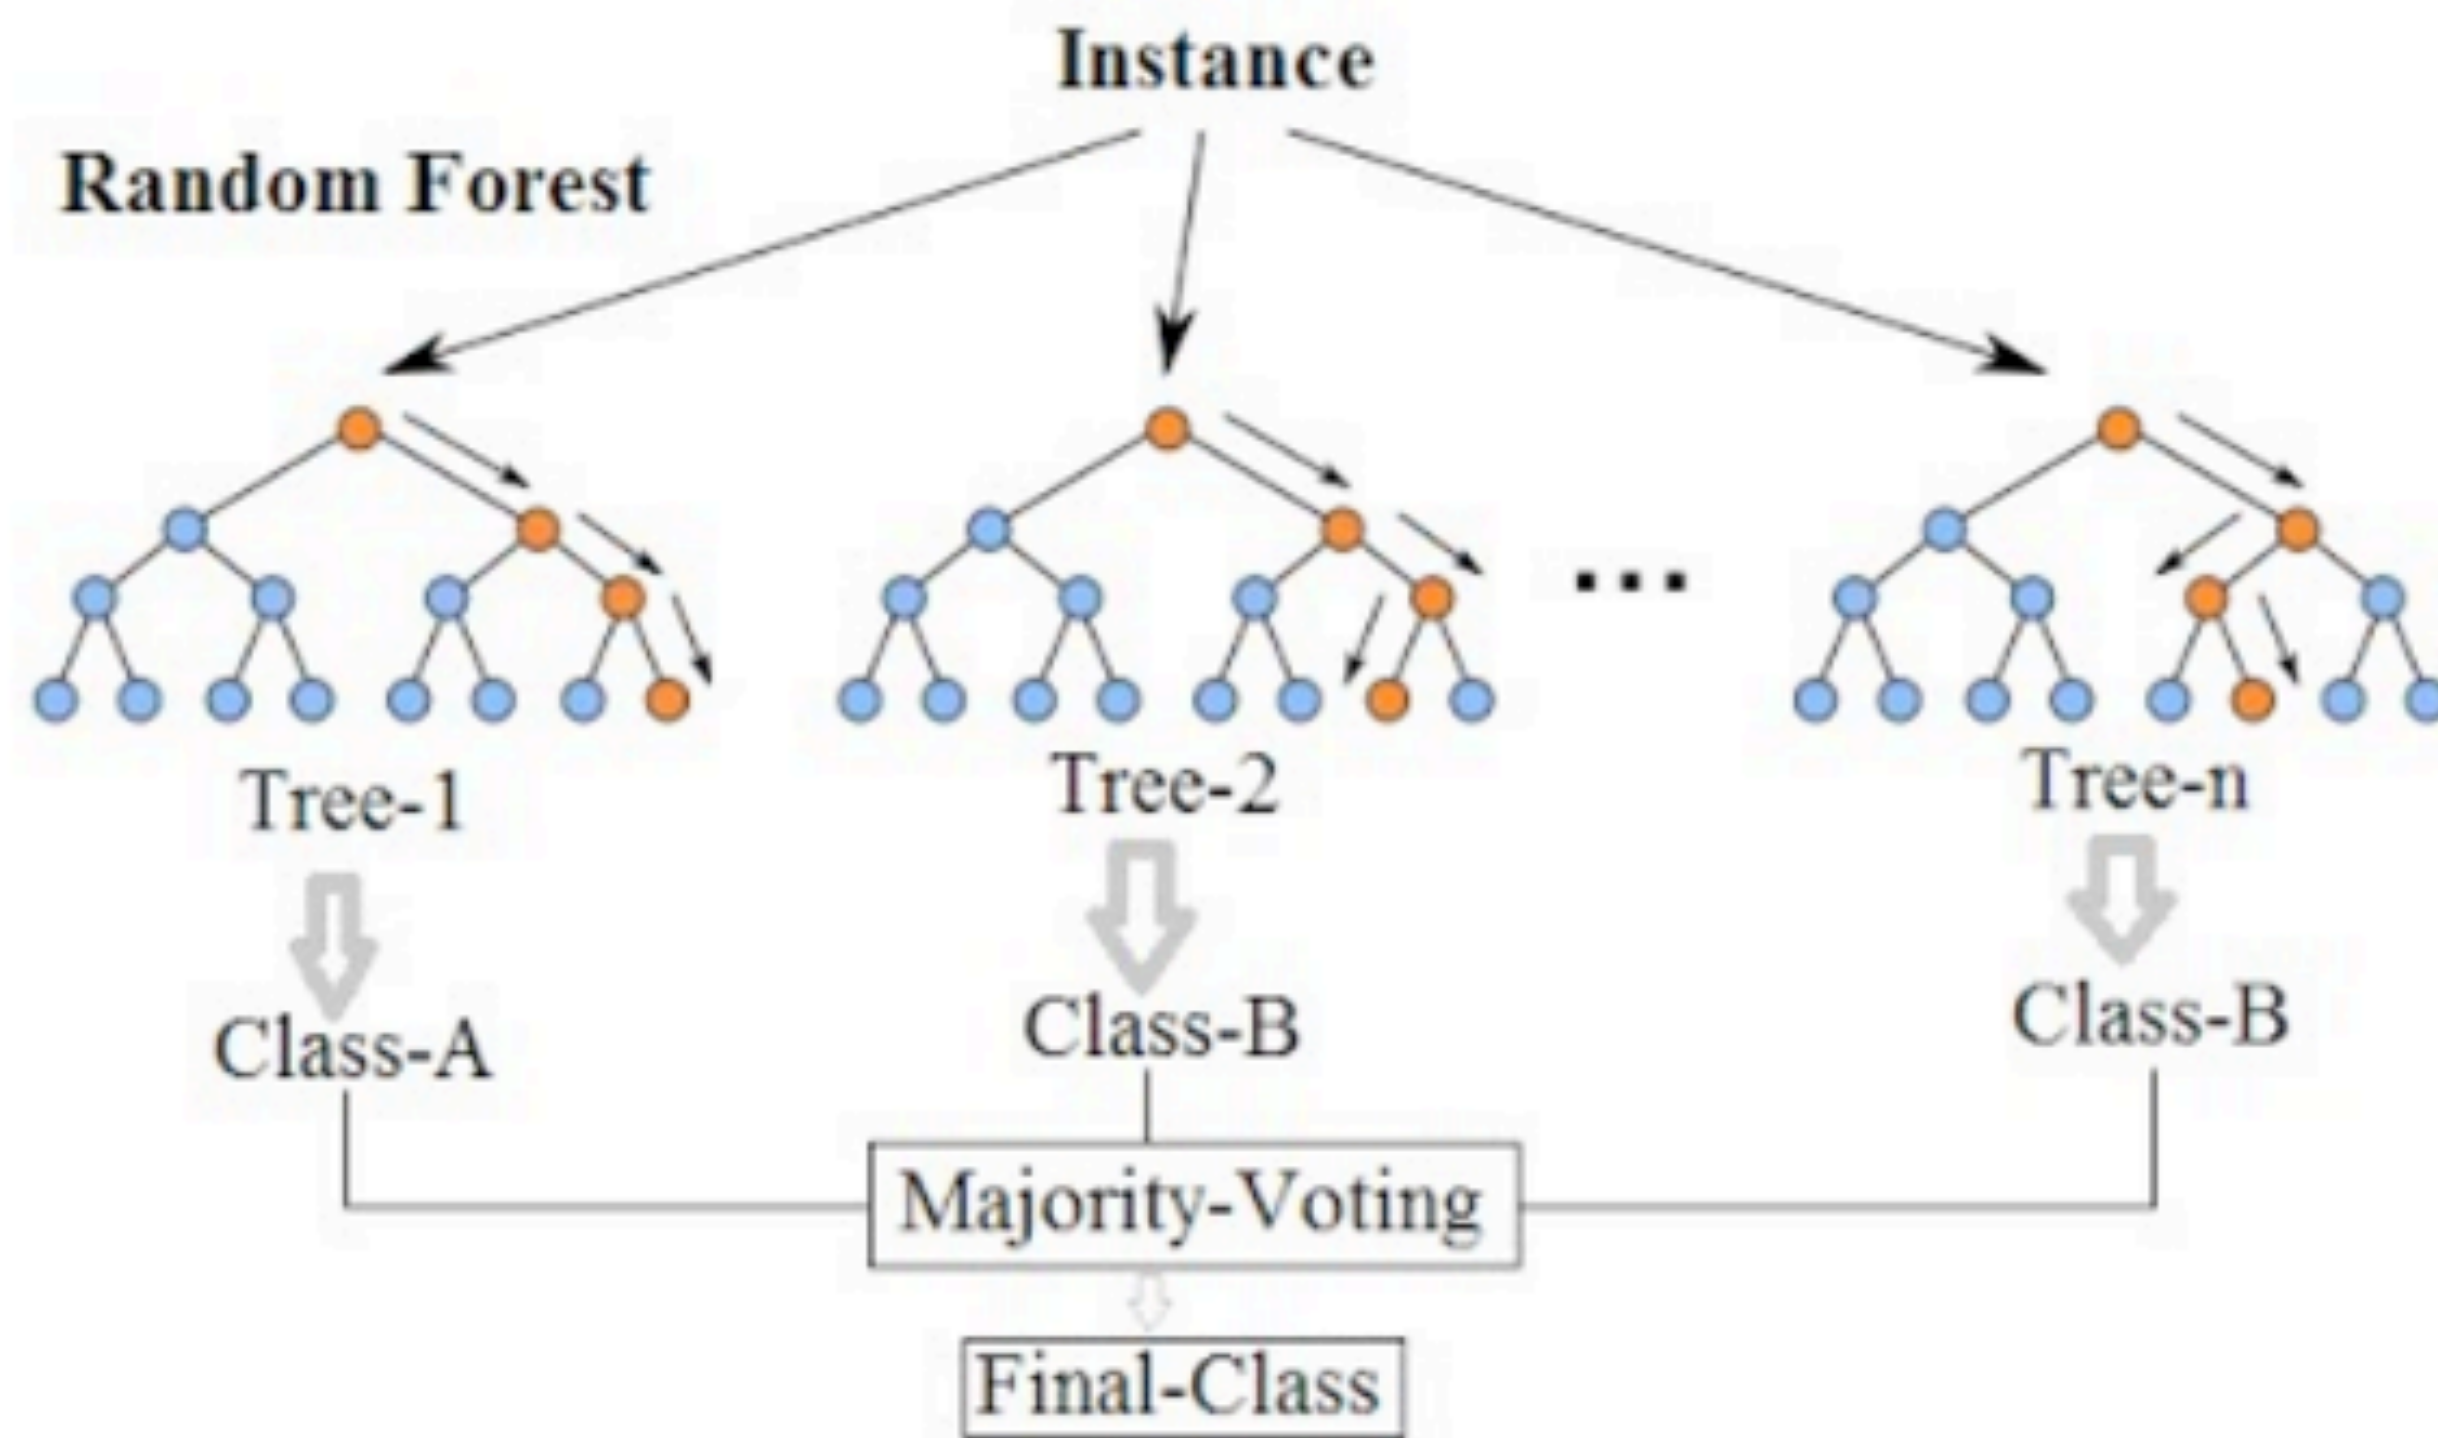 Instance
Random Forest
...
Tree-1
Tree-2
Tree-n
Class-A
Class-B
Class-B
Majority-Voting
Final-Class